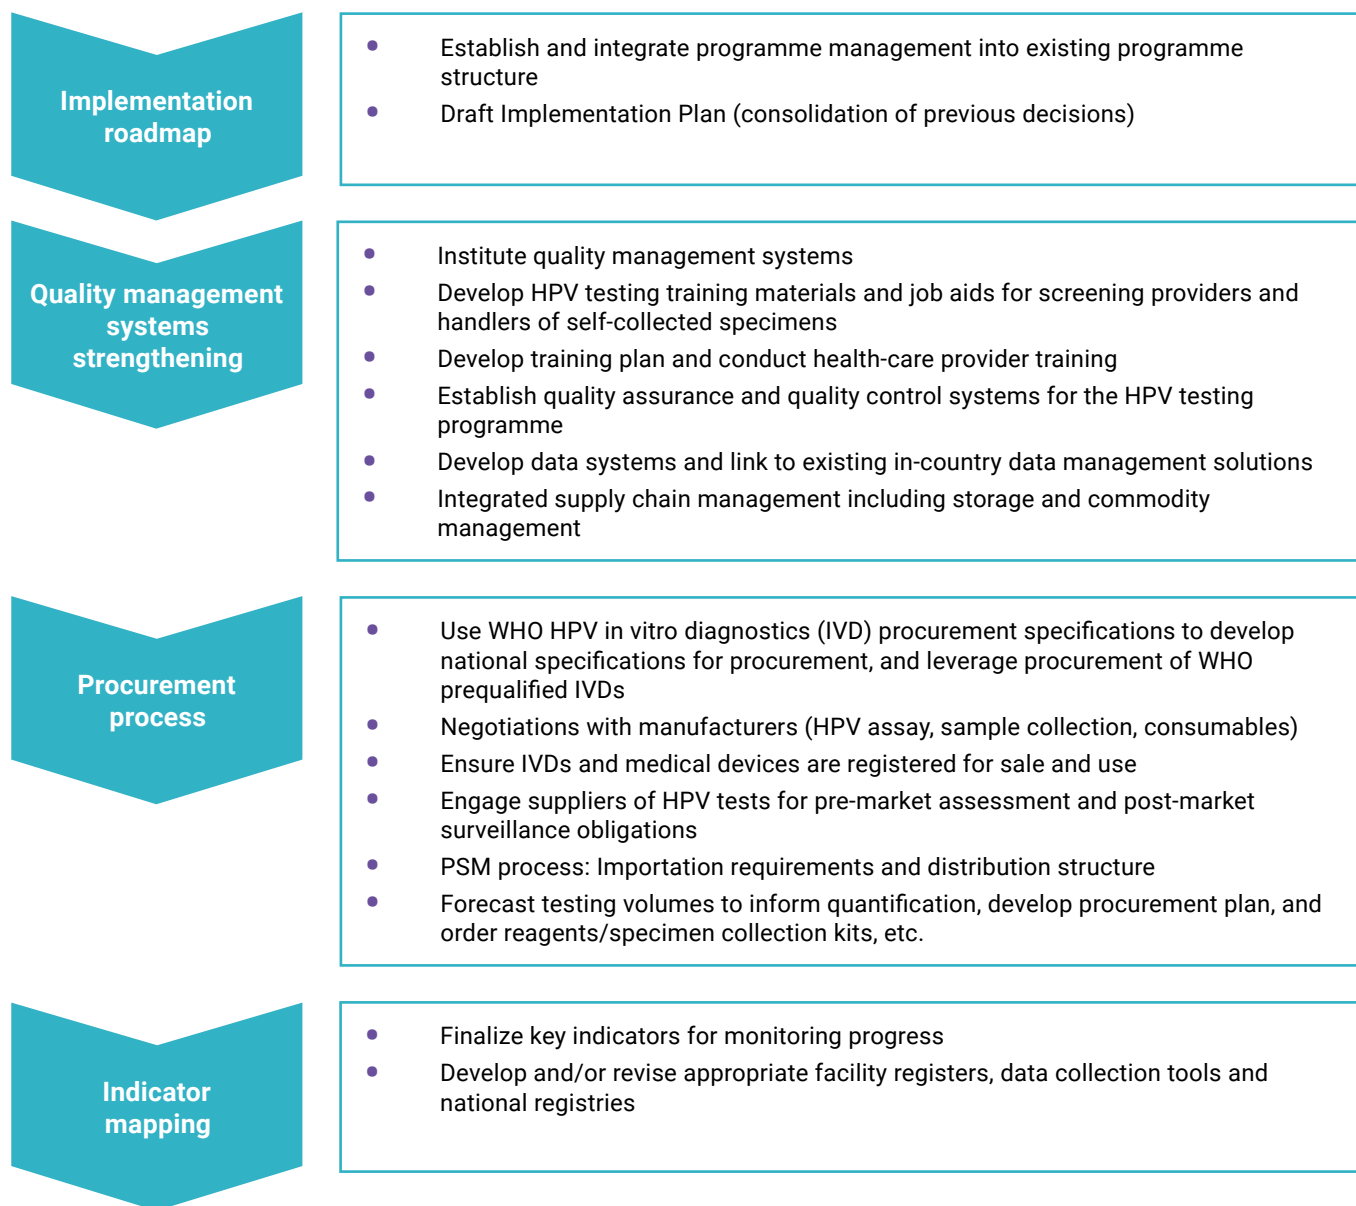 Implementation
roadmap
• Establish and integrate programme management into existing programme
structure
• Draft Implementation Plan (consolidation of previous decisions)
Quality management
systems
strengthening
• Institute quality management systems
• Develop HPV testing training materials and job aids for screening providers and
handlers of self-collected specimens
• Develop training plan and conduct health-care provider training
• Establish quality assurance and quality control systems for the HPV testing
programme
• Develop data systems and link to existing in-country data management solutions
• Integrated supply chain management including storage and commodity
management
Procurement
process
• Use WHO HPV in vitro diagnostics (IVD) procurement specifications to develop
national specifications for procurement, and leverage procurement of WHO
prequalified IVDs
• Negotiations with manufacturers (HPV assay, sample collection, consumables)
• Ensure IVDs and medical devices are registered for sale and use
• Engage suppliers of HPV tests for pre-market assessment and post-market
surveillance obligations
• PSM process: Importation requirements and distribution structure
• Forecast testing volumes to inform quantification, develop procurement plan, and
order reagents/specimen collection kits, etc.
Indicator
mapping
• Finalize key indicators for monitoring progress
• Develop and/or revise appropriate facility registers, data collection tools and
national registries